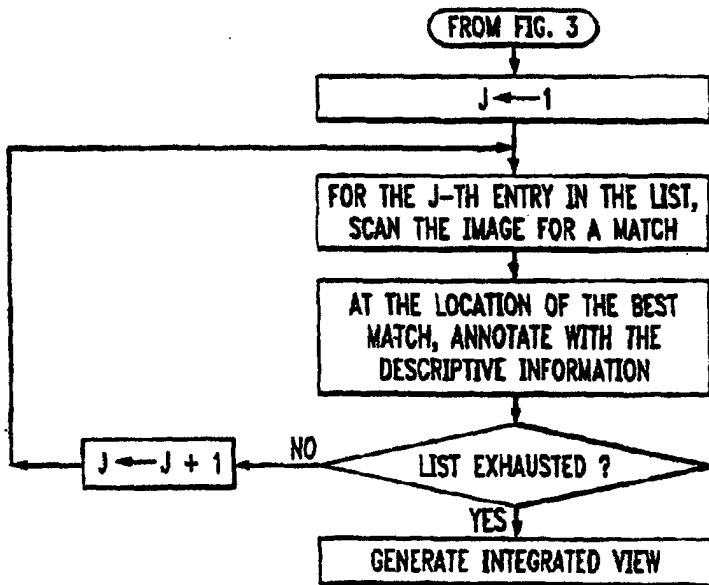 FROM FIG. 3
J ← 1
FOR THE J-TH ENTRY IN THE LIST,
SCAN THE IMAGE FOR A MATCH
AT THE LOCATION OF THE BEST
MATCH, ANNOTATE WITH THE
DESCRIPTIVE INFORMATION
LIST EXHAUSTED ?
NO
J ← J + 1
YES
GENERATE INTEGRATED VIEW